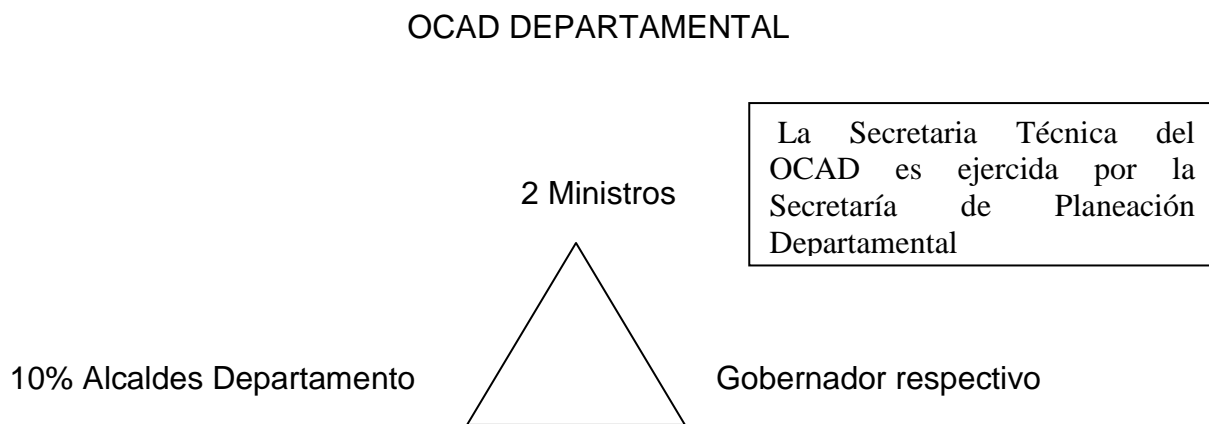 OCAD DEPARTAMENTAL
La Secretaria Técnica del
OCAD es ejercida por la
Secretaría de Planeación
Departamental
2 Ministros
10% Alcaldes Departamento
Gobernador respectivo